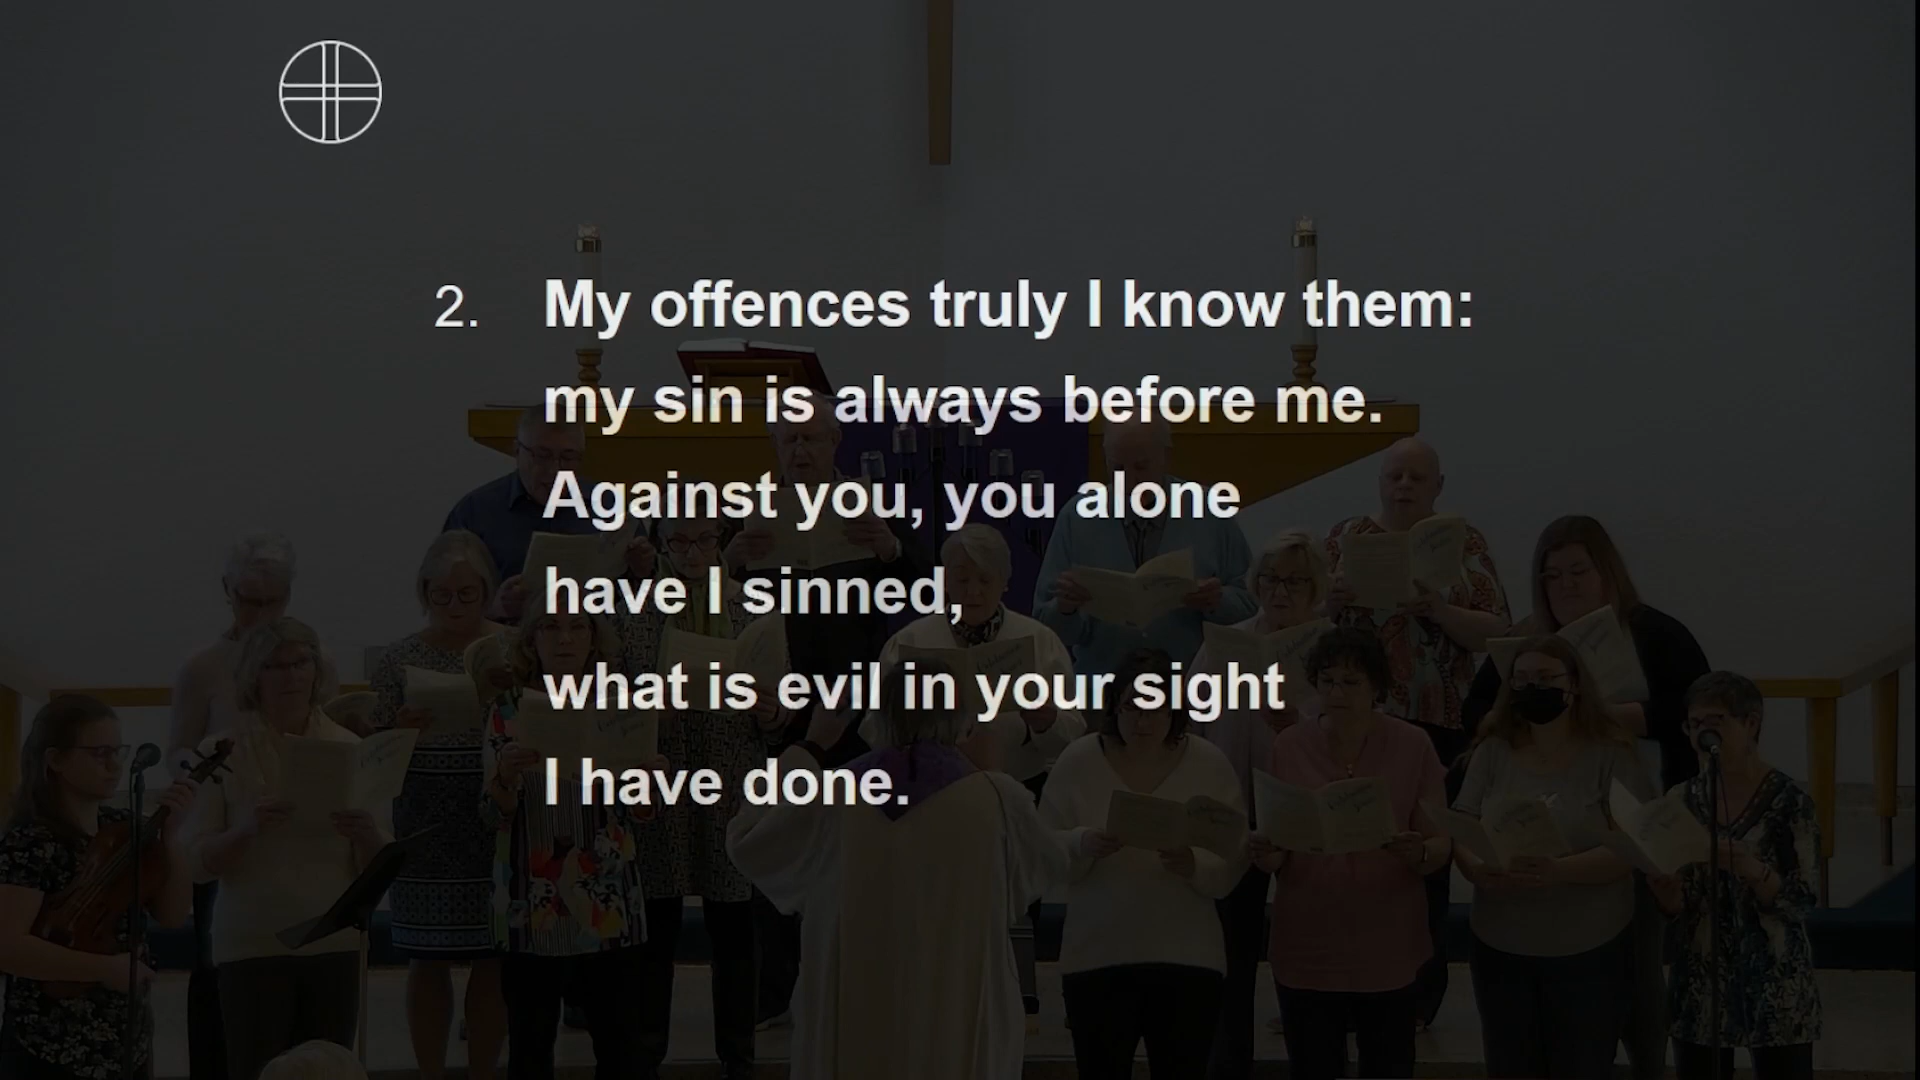 2. My offences truly I know them:
my sin is always before me.
Against you, you alone
have I sinned,
what is evil in your sight
I have done.